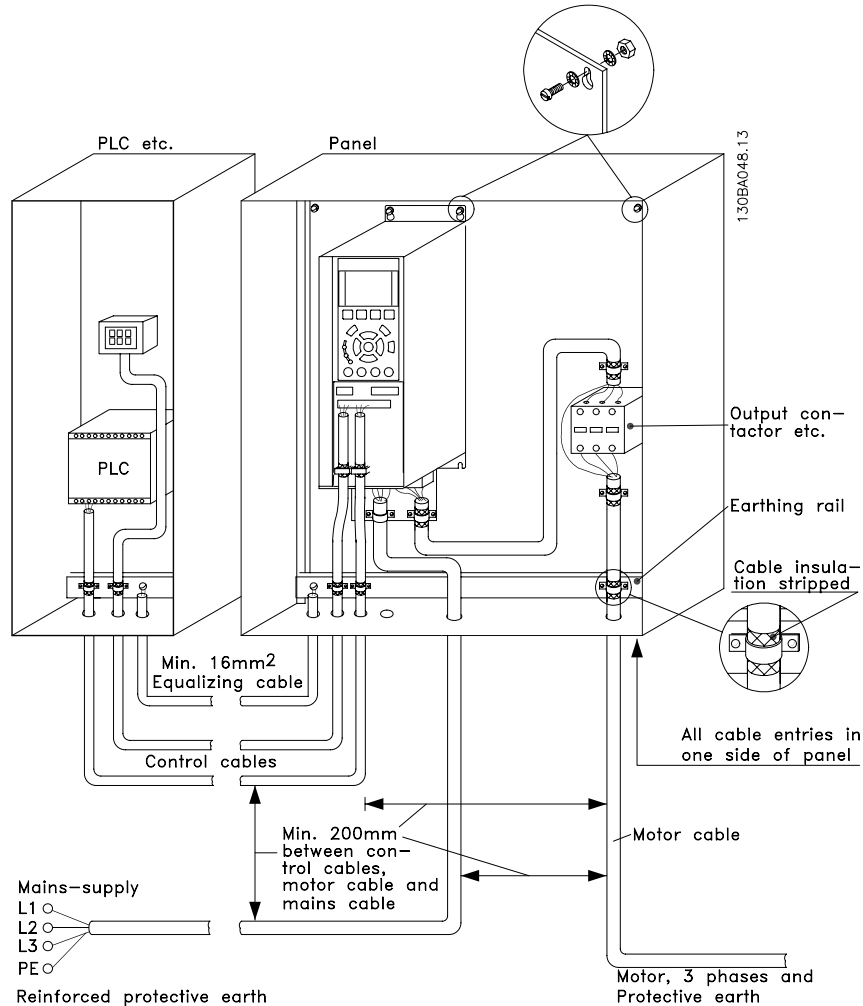 PLC etc.
Panel
130BA048.13
PLC
Output con-
tactor etc.
Earthing rail
Cable insula-
tion stripped
Min. 16mm2
Equalizing cable
Control cables
All cable entries in
one side of panel
Min. 200mm
between con-
trol cables,
motor cable and
mains cable
Motor cable
Mains-supply
L1
L2
L3
PE
Reinforced protective earth
Motor, 3 phases and
Protective earth